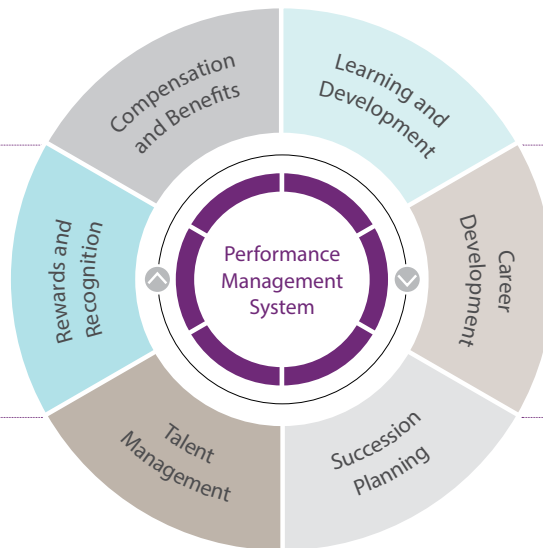 Compensation
and Benefits
Learning and
Development
Rewards and
Recognition
Performance
Management
System
Career
Development
Talent
Management
Succession
Planning